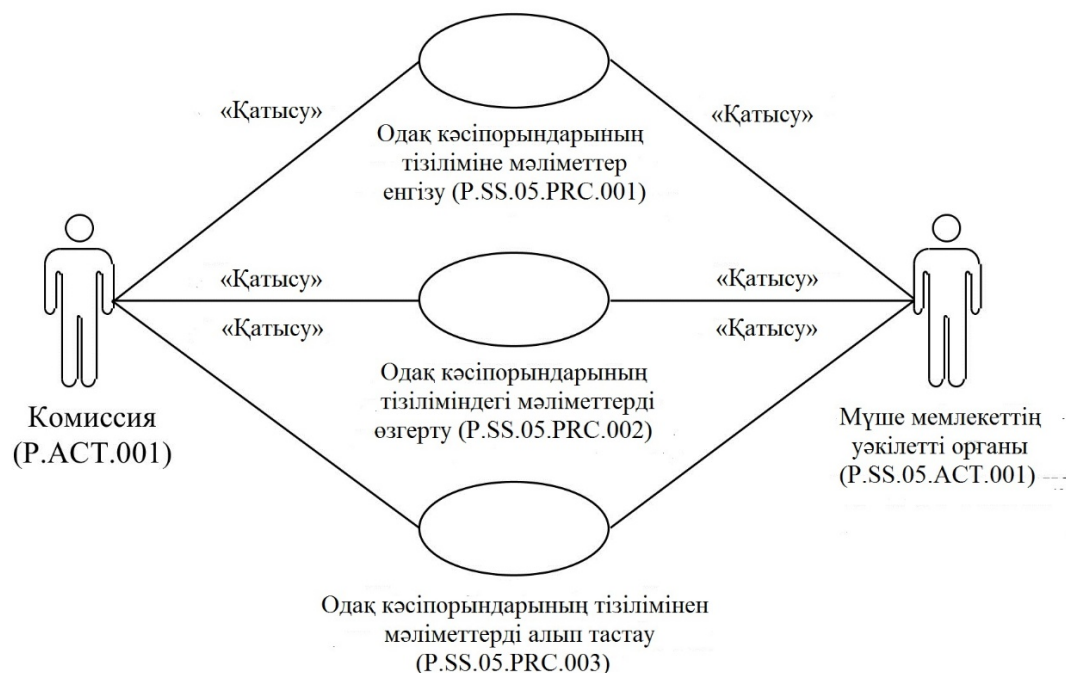 «Қатысу»
«Қатысу»
Одақ кәсіпорындарының
тізіліміне мәліметтер
енгізу (P.SS.05.PRC.001)
«Қатысу»
«Қатысу»
«Қатысу»
«Қатысу»
Одақ кәсіпорындарының
тізіліміндегі мәліметтерді
өзгерту (P.SS.05.PRC.002)
Комиссия
(P.ACT.001)
Мүше мемлекеттің
уәкілетті органы
(P.SS.05.ACT.001)
Одақ кәсіпорындарының тізілімінен
мәліметтерді алып тастау
(P.SS.05.PRC.003)